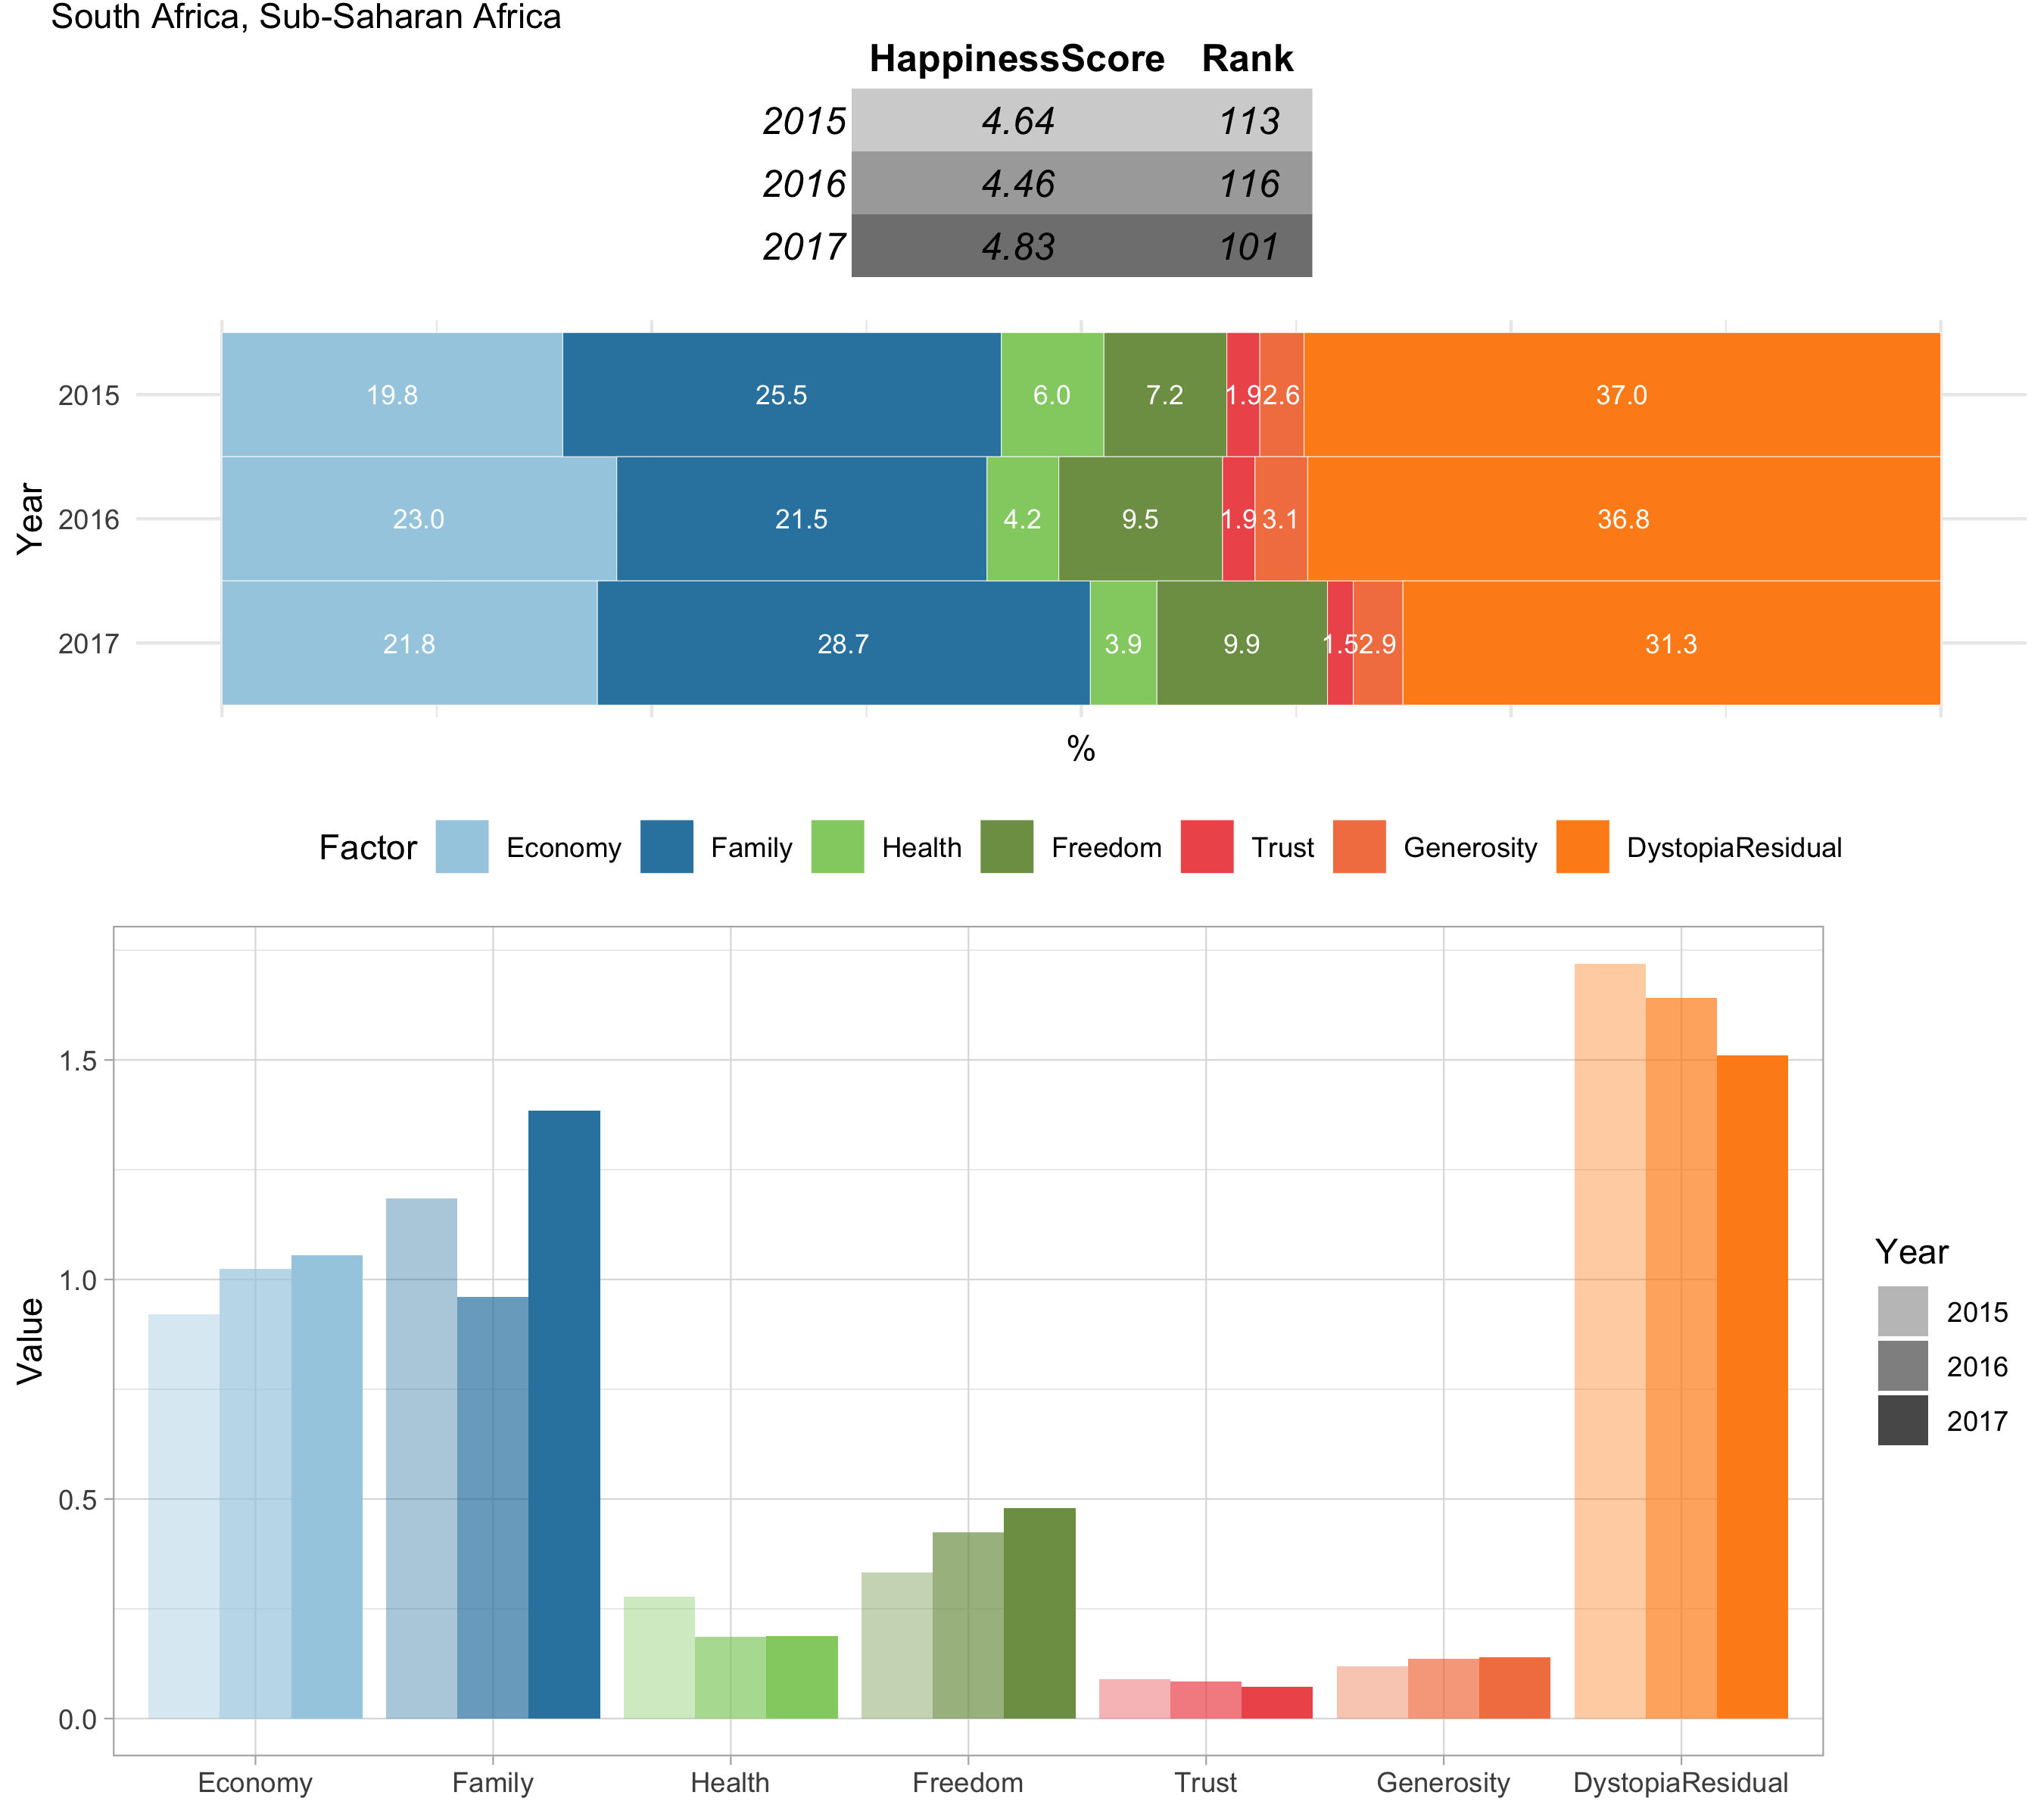 South Africa, Sub-Saharan Africa
HappinessScore Rank
2015 4.64 113
2016 4.46 116
2017 4.83 101
2015 19.8 25.5 6.0 7.2 1.9 2.6 37.0
2016 23.0 21.5 4.2 9.5 1.9 3.1 36.8
2017 21.8 28.7 3.9 9.9 1.5 2.9 31.3
Year
%
Factor Economy Family Health Freedom Trust Generosity DystopiaResidual
Value
1.5
1.0
0.5
0.0
Economy Family Health Freedom Trust Generosity DystopiaResidual
Year
2015
2016
2017